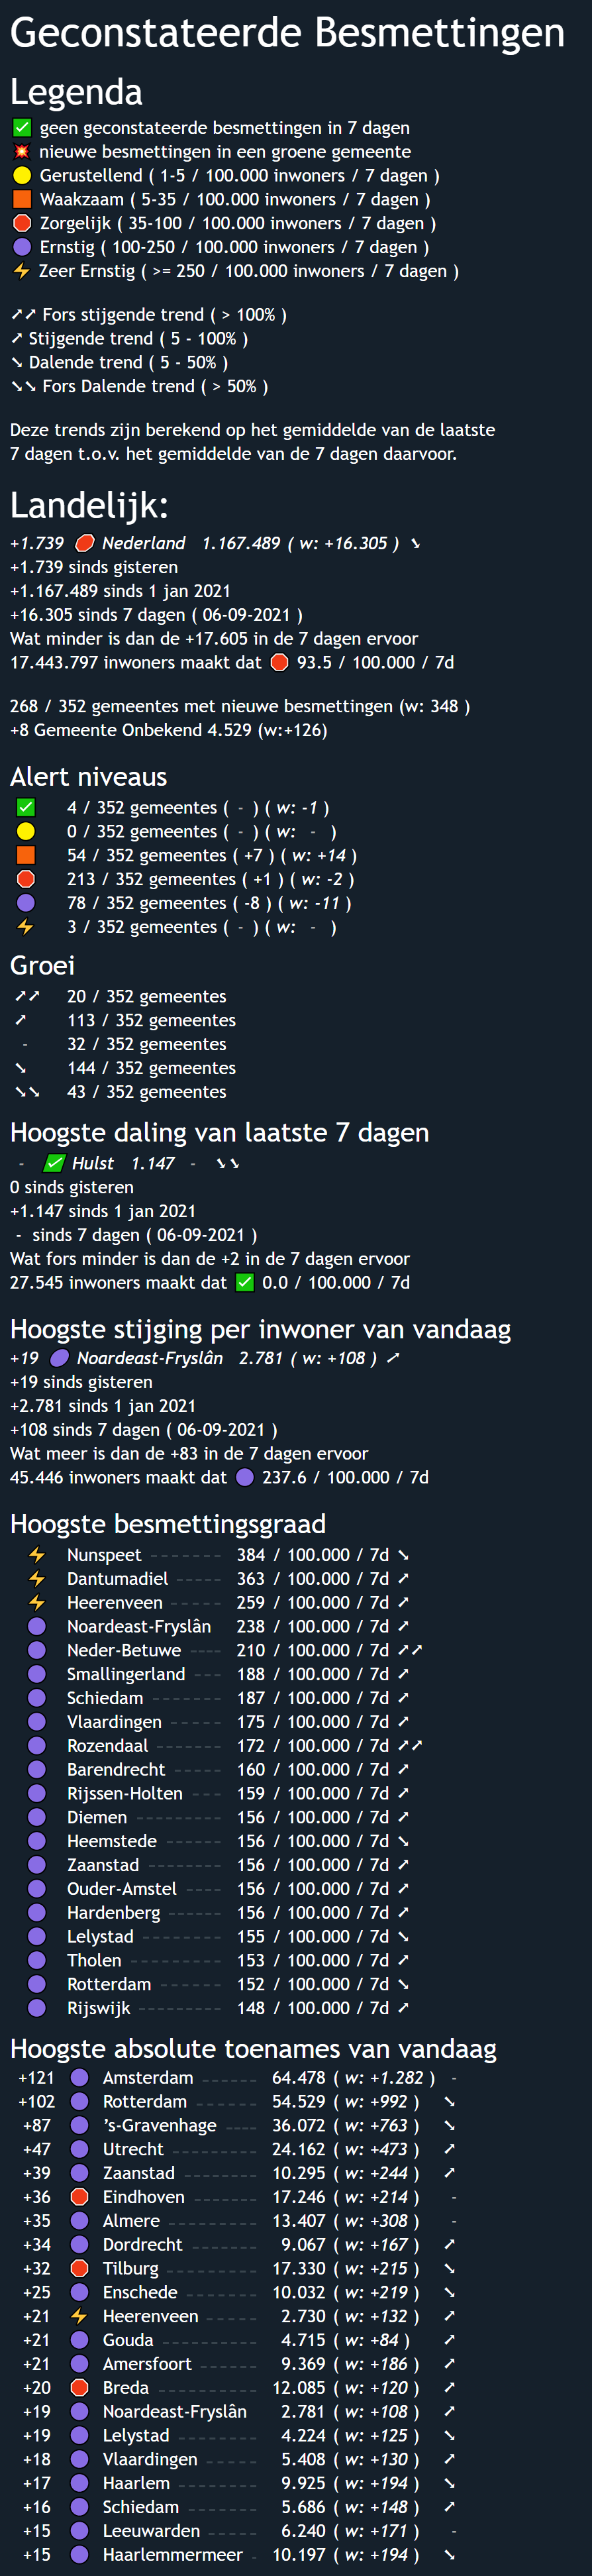 Geconstateerde Besmettingen
Legenda
✅ geen geconstateerde besmettingen in 7 dagen
💥 nieuwe besmettingen in een groene gemeente
🟡 Gerustellend ( 1-5 / 100.000 inwoners / 7 dagen )
🟧 Waakzaam ( 5-35 / 100.000 inwoners / 7 dagen )
🛑 Zorgelijk ( 35-100 / 100.000 inwoners / 7 dagen )
🟣 Ernstig ( 100-250 / 100.000 inwoners / 7 dagen )
⚡ Zeer Ernstig ( >= 250 / 100.000 inwoners / 7 dagen )
➚➚ Fors stijgende trend ( > 100% )
➚ Stijgende trend ( 5 - 100% )
➘ Dalende trend ( 5 - 50% )
➘➘ Fors Dalende trend ( > 50% )
Deze trends zijn berekend op het gemiddelde van de laatste
7 dagen t.o.v. het gemiddelde van de 7 dagen daarvoor.
Landelijk:
+1.739 🛑 Nederland 1.167.489 ( w: +16.305 ) ➘
+1.739 sinds gisteren
+1.167.489 sinds 1 jan 2021
+16.305 sinds 7 dagen ( 06-09-2021 )
Wat minder is dan de +17.605 in de 7 dagen ervoor
17.443.797 inwoners maakt dat 🛑 93.5 / 100.000 / 7d
268 / 352 gemeentes met nieuwe besmettingen (w: 348 )
+8 Gemeente Onbekend 4.529 (w:+126)
Alert niveaus
✅ 4 / 352 gemeentes ( - ) ( w: -1 )
🟡 0 / 352 gemeentes ( - ) ( w: - )
🟧 54 / 352 gemeentes ( +7 ) ( w: +14 )
🛑 213 / 352 gemeentes ( +1 ) ( w: -2 )
🟣 78 / 352 gemeentes ( -8 ) ( w: -11 )
⚡ 3 / 352 gemeentes ( - ) ( w: - )
Groei
➚➚ 20 / 352 gemeentes
➚ 113 / 352 gemeentes
- 32 / 352 gemeentes
➘ 144 / 352 gemeentes
➘➘ 43 / 352 gemeentes
Hoogste daling van laatste 7 dagen
- ✅ Hulst 1.147 - ➘➘
0 sinds gisteren
+1.147 sinds 1 jan 2021
- sinds 7 dagen ( 06-09-2021 )
Wat fors minder is dan de +2 in de 7 dagen ervoor
27.545 inwoners maakt dat ✅ 0.0 / 100.000 / 7d
Hoogste stijging per inwoner van vandaag
+19 🟣 Noardeast-Fryslân 2.781 ( w: +108 ) ➚
+19 sinds gisteren
+2.781 sinds 1 jan 2021
+108 sinds 7 dagen ( 06-09-2021 )
Wat meer is dan de +83 in de 7 dagen ervoor
45.446 inwoners maakt dat 🟣 237.6 / 100.000 / 7d
Hoogste besmettingsgraad
⚡ Nunspeet ------- 384 / 100.000 / 7d ➘
⚡ Dantumadiel ----- 363 / 100.000 / 7d ➚
⚡ Heerenveen ----- 259 / 100.000 / 7d ➚
🟣 Noardeast-Fryslân 238 / 100.000 / 7d ➚
🟣 Neder-Betuwe ---- 210 / 100.000 / 7d ➚➚
🟣 Smallingerland --- 188 / 100.000 / 7d ➚
🟣 Schiedam ------- 187 / 100.000 / 7d ➚
🟣 Vlaardingen ----- 175 / 100.000 / 7d ➚
🟣 Rozendaal ------ 172 / 100.000 / 7d ➚➚
🟣 Barendrecht ----- 160 / 100.000 / 7d ➚
🟣 Rijssen-Holten --- 159 / 100.000 / 7d ➚
🟣 Diemen --------- 156 / 100.000 / 7d ➚
🟣 Heemstede ------ 156 / 100.000 / 7d ➘
🟣 Zaanstad ------- 156 / 100.000 / 7d ➚
🟣 Ouder-Amstel ---- 156 / 100.000 / 7d ➚
🟣 Hardenberg ------ 156 / 100.000 / 7d ➚
🟣 Lelystad -------- 155 / 100.000 / 7d ➘
🟣 Tholen --------- 153 / 100.000 / 7d ➚
🟣 Rotterdam ------ 152 / 100.000 / 7d ➘
🟣 Rijswijk -------- 148 / 100.000 / 7d ➚
Hoogste absolute toenames van vandaag
+121 🟣 Amsterdam ------ 64.478 ( w: +1.282 ) -
+102 🟣 Rotterdam ------ 54.529 ( w: +992 ) ➘
+87 🟣 ’s-Gravenhage ---- 36.072 ( w: +763 ) ➘
+47 🟣 Utrecht --------- 24.162 ( w: +473 ) ➚
+39 🟣 Zaanstad ------- 10.295 ( w: +244 ) ➚
+36 🛑 Eindhoven ------ 17.246 ( w: +214 ) -
+35 🟣 Almere --------- 13.407 ( w: +308 ) -
+34 🟣 Dordrecht ------ 9.067 ( w: +167 ) ➚
+32 🛑 Tilburg --------- 17.330 ( w: +215 ) ➘
+25 🟣 Enschede ------- 10.032 ( w: +219 ) ➘
+21 ⚡ Heerenveen ----- 2.730 ( w: +132 ) ➚
+21 🟣 Gouda --------- 4.715 ( w: +84 ) ➚
+21 🟣 Amersfoort ------ 9.369 ( w: +186 ) ➚
+20 🛑 Breda ---------- 12.085 ( w: +120 ) ➚
+19 🟣 Noardeast-Fryslân 2.781 ( w: +108 ) ➚
+19 🟣 Lelystad -------- 4.224 ( w: +125 ) ➘
+18 🟣 Vlaardingen ----- 5.408 ( w: +130 ) ➚
+17 🟣 Haarlem -------- 9.925 ( w: +194 ) ➘
+16 🟣 Schiedam ------- 5.686 ( w: +148 ) ➚
+15 🟣 Leeuwarden ----- 6.240 ( w: +171 ) -
+15 🟣 Haarlemmermeer - 10.197 ( w: +194 ) ➘